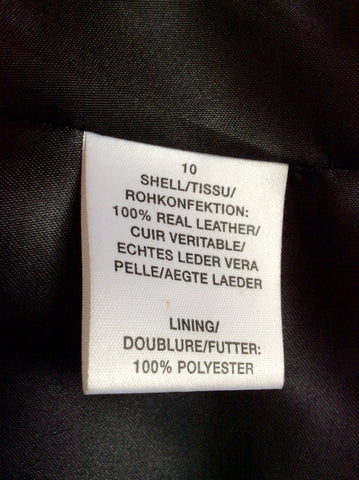 10
SHELL/TISSU/
ROHKONFEKTION:
100% REAL LEATHER/
CUIR VERITABLE/
ECHTES LEDER VERA
PELLE/AEGTE LAEDER
LINING/
DOUBLURE/FUTTER:
100% POLYESTER